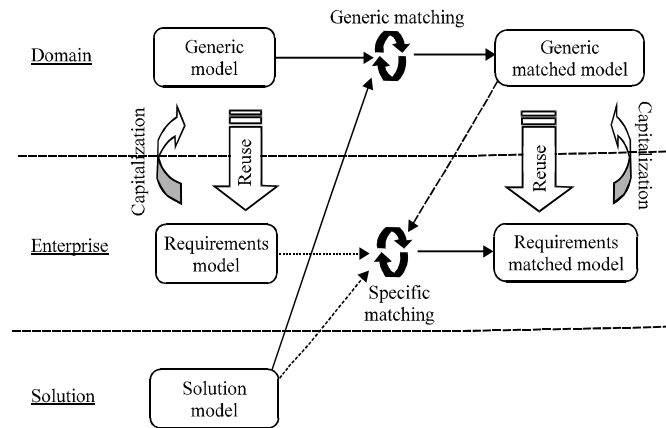 Generic matching
Domain
Generic
model
Generic
matched model
Capitalization
Reuse
Reuse
Capitalization
Enterprise
Requirements
model
Specific
matching
Requirements
matched model
Solution
Solution
model